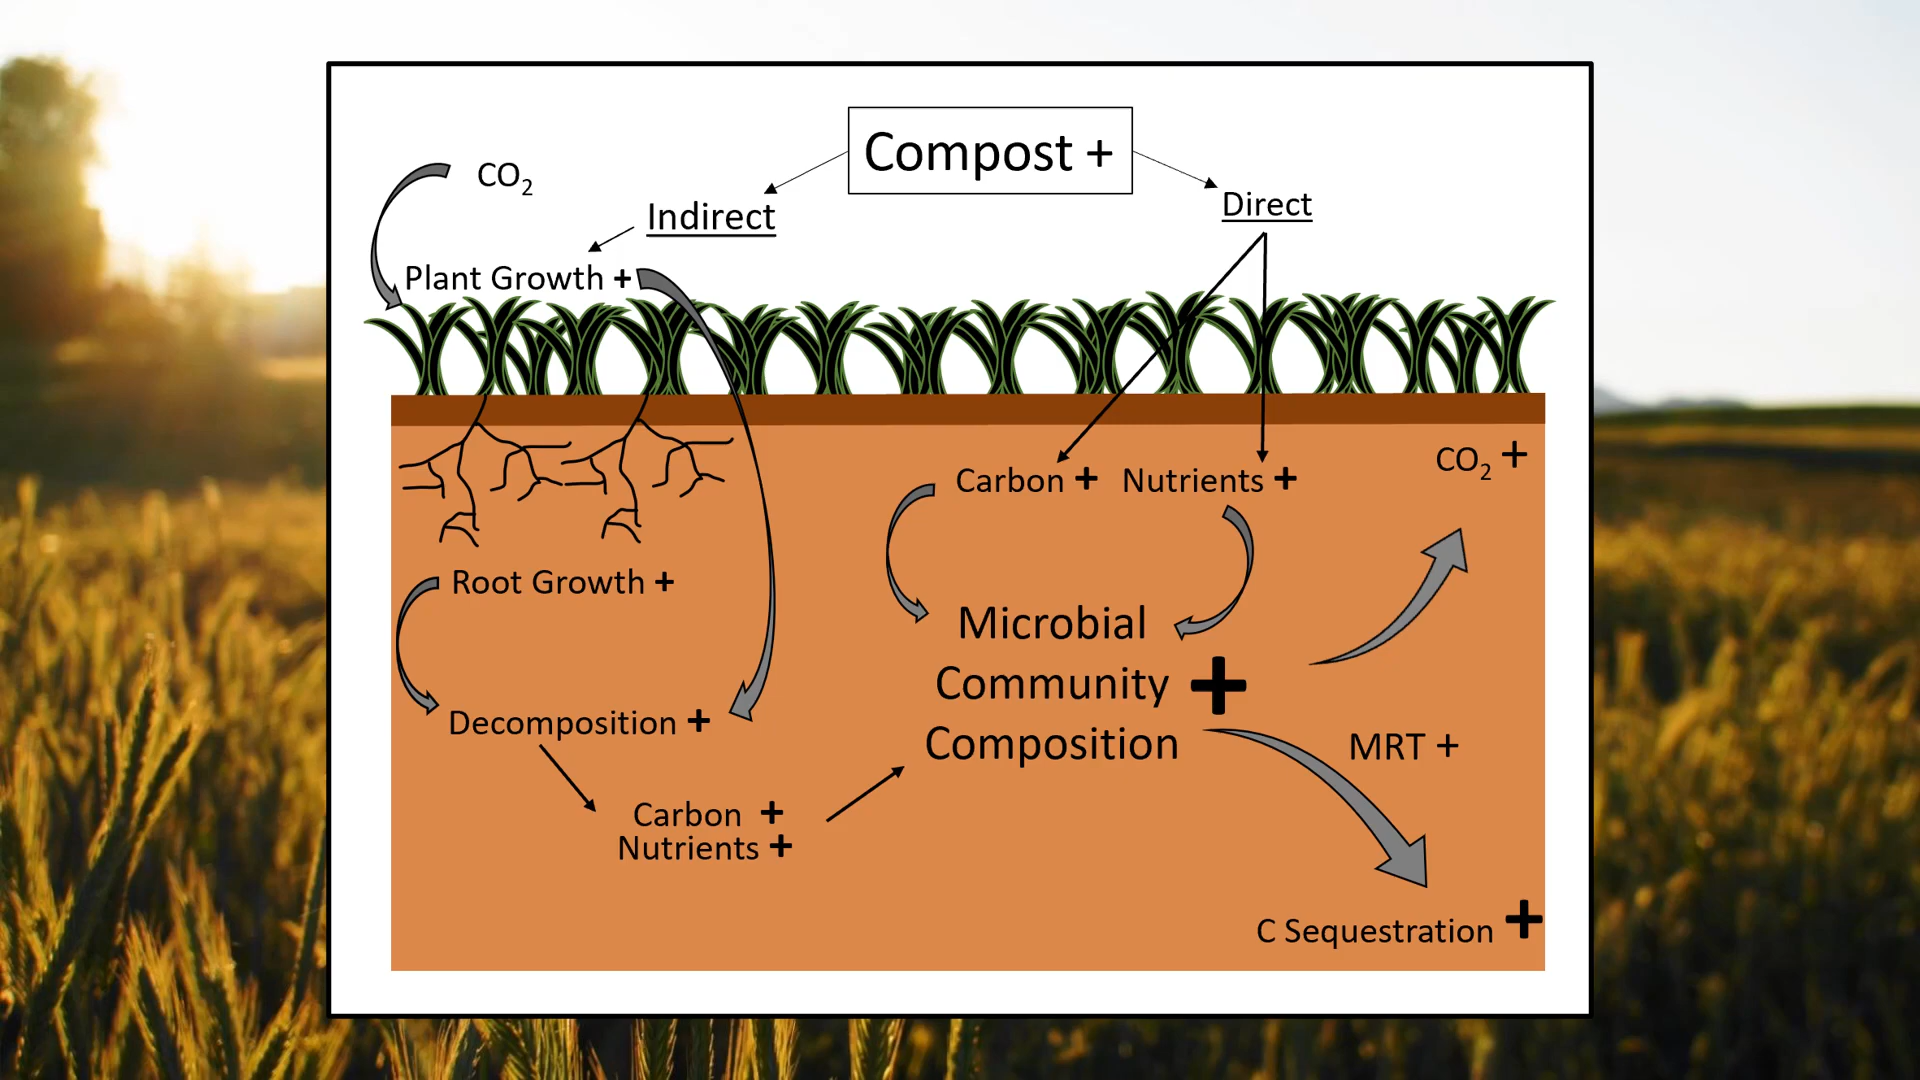 Compost +
CO₂
Indirect
Direct
Plant Growth +
Carbon + Nutrients +
CO₂ +
Root Growth +
Microbial
Community +
Composition
Decomposition +
MRT +
Carbon +
Nutrients +
C Sequestration +